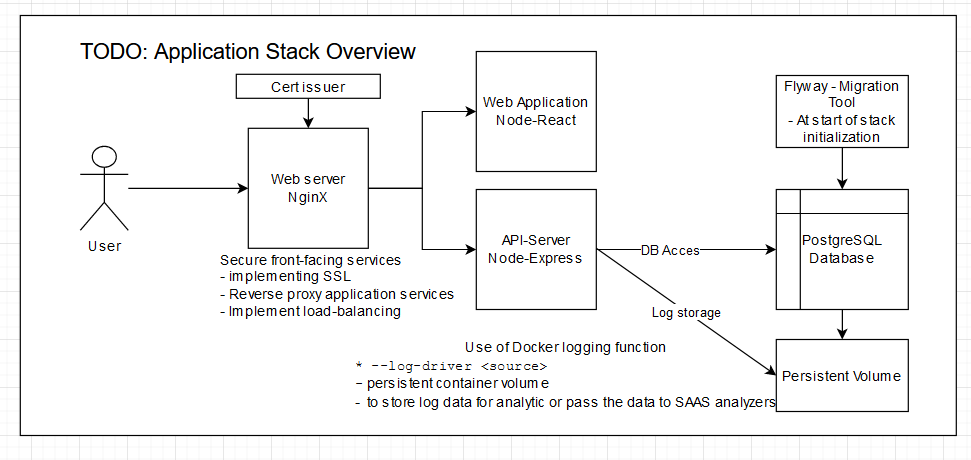 TODO: Application Stack Overview
Cert issuer
Web server
NginX
User
Secure front-facing services
- implementing SSL
- Reverse proxy application services
- Implement load-balancing
Web Application
Node-React
API-Server
Node-Express
DB Acces
Log storage
Flyway - Migration
Tool
- At start of stack
initialization
PostgreSQL
Database
Persistent Volume
Use of Docker logging function
* --log-driver <source>
- persistent container volume
- to store log data for analytic or pass the data to SAAS analyzers